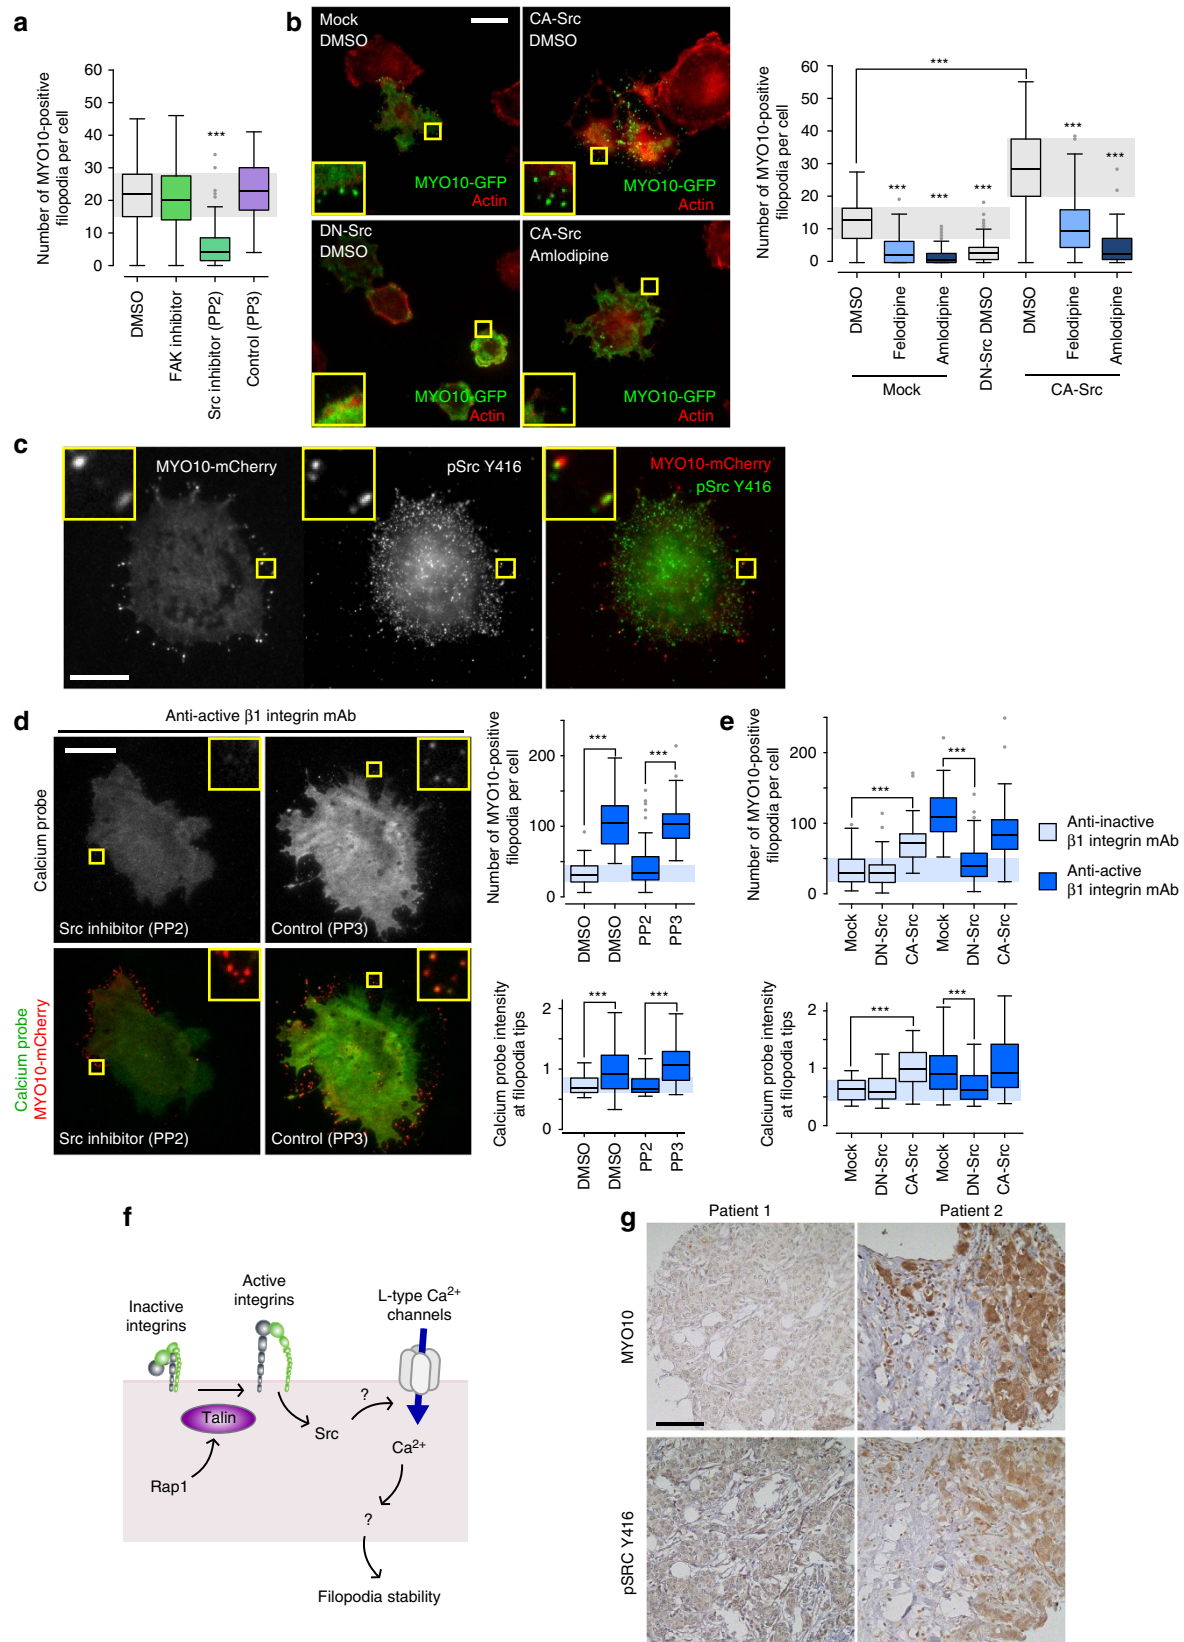 a
Number of MYO10-positive
filopodia per cell
60
50
40
30
20
10
0
***
DMSO
FAK inhibitor
Src inhibitor (PP2)
Control (PP3)
b
Mock
DMSO
MYO10-GFP
Actin
CA-Src
DMSO
MYO10-GFP
Actin
DN-Src
DMSO
MYO10-GFP
Actin
CA-Src
Amlodipine
MYO10-GFP
Actin
Number of MYO10-positive
filopodia per cell
60
50
40
30
20
10
0
***
***
***
***
***
***
DMSO
Felodipine
Amlodipine
DN-Src DMSO
DMSO
Felodipine
Amlodipine
Mock
CA-Src
c
MYO10-mCherry
pSrc Y416
MYO10-mCherry
pSrc Y416
d
Anti-active β1 integrin mAb
Calcium probe
Src inhibitor (PP2)
Control (PP3)
Calcium probe
MYO10-mCherry
Src inhibitor (PP2)
Control (PP3)
Number of MYO10-positive
filopodia per cell
200
100
0
***
***
DMSO
DMSO
PP2
PP3
Calcium probe intensity
at filopodia tips
2
1
0
***
***
DMSO
DMSO
PP2
PP3
e
Number of MYO10-positive
filopodia per cell
200
100
0
***
***
Mock
DN-Src
CA-Src
Mock
DN-Src
CA-Src
Anti-inactive
β1 integrin mAb
Anti-active
β1 integrin mAb
Calcium probe intensity
at filopodia tips
2
1
0
***
***
Mock
DN-Src
CA-Src
Mock
DN-Src
CA-Src
f
Inactive
integrins
Active
integrins
L-type Ca²⁺
channels
Talin
Rap1
Src
?
Ca²⁺
?
Filopodia stability
g
Patient 1
Patient 2
MYO10
pSRC Y416